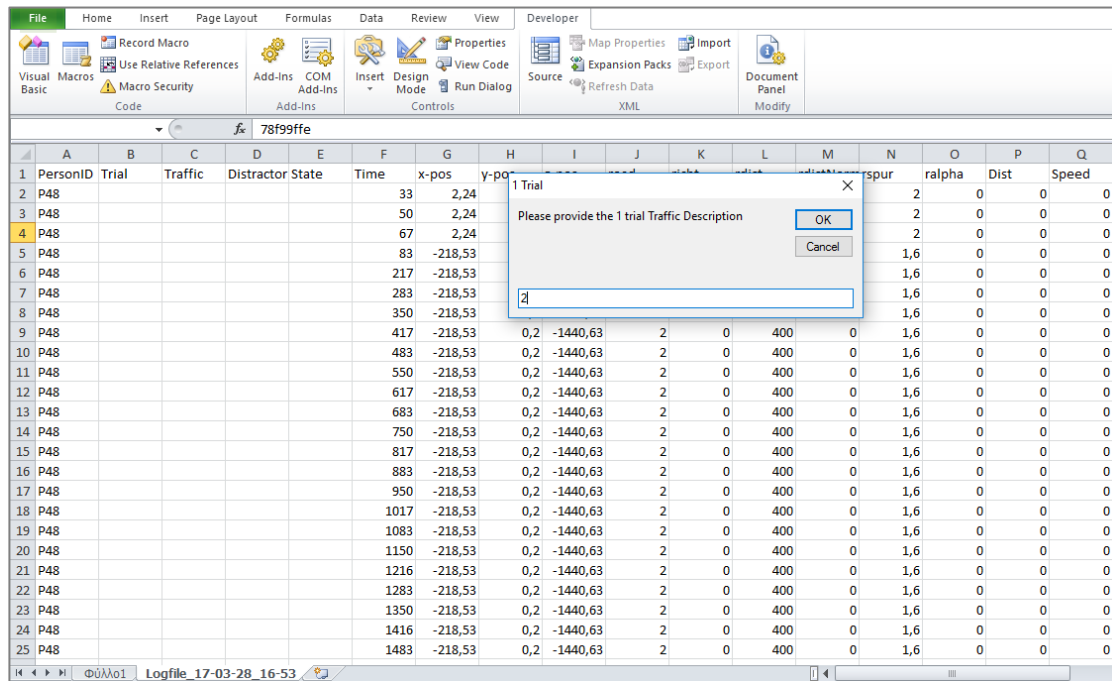 File Home Insert Page Layout Formulas Data Review View Developer
Record Macro Properties Map Properties Import
Use Relative References View Code Expansion Packs Export
Macro Security Run Dialog Refresh Data
Visual Basic Macros Add-Ins COM Add-Ins Insert Design Mode Source Document Panel
Code Add-Ins Controls XML Modify
fx 78f99ffe
A B C D E F G H I J K L M N O P Q
1 PersonID Trial Traffic Distractor State Time x-pos rspur ralpha Dist Speed
1 Trial
Please provide the 1 trial Traffic Description
OK
Cancel
2
2 P48 33 2,24 2 0 0 0
3 P48 50 2,24 2 0 0 0
4 P48 67 2,24 2 0 0 0
5 P48 83 -218,53 1,6 0 0 0
6 P48 217 -218,53 1,6 0 0 0
7 P48 283 -218,53 1,6 0 0 0
8 P48 350 -218,53 1,6 0 0 0
9 P48 417 -218,53 0,2 -1440,63 2 0 400 0 1,6 0 0 0
10 P48 483 -218,53 0,2 -1440,63 2 0 400 0 1,6 0 0 0
11 P48 550 -218,53 0,2 -1440,63 2 0 400 0 1,6 0 0 0
12 P48 617 -218,53 0,2 -1440,63 2 0 400 0 1,6 0 0 0
13 P48 683 -218,53 0,2 -1440,63 2 0 400 0 1,6 0 0 0
14 P48 750 -218,53 0,2 -1440,63 2 0 400 0 1,6 0 0 0
15 P48 817 -218,53 0,2 -1440,63 2 0 400 0 1,6 0 0 0
16 P48 883 -218,53 0,2 -1440,63 2 0 400 0 1,6 0 0 0
17 P48 950 -218,53 0,2 -1440,63 2 0 400 0 1,6 0 0 0
18 P48 1017 -218,53 0,2 -1440,63 2 0 400 0 1,6 0 0 0
19 P48 1083 -218,53 0,2 -1440,63 2 0 400 0 1,6 0 0 0
20 P48 1150 -218,53 0,2 -1440,63 2 0 400 0 1,6 0 0 0
21 P48 1216 -218,53 0,2 -1440,63 2 0 400 0 1,6 0 0 0
22 P48 1283 -218,53 0,2 -1440,63 2 0 400 0 1,6 0 0 0
23 P48 1350 -218,53 0,2 -1440,63 2 0 400 0 1,6 0 0 0
24 P48 1416 -218,53 0,2 -1440,63 2 0 400 0 1,6 0 0 0
25 P48 1483 -218,53 0,2 -1440,63 2 0 400 0 1,6 0 0 0
Φύλλο1 Logfile_17-03-28_16-53